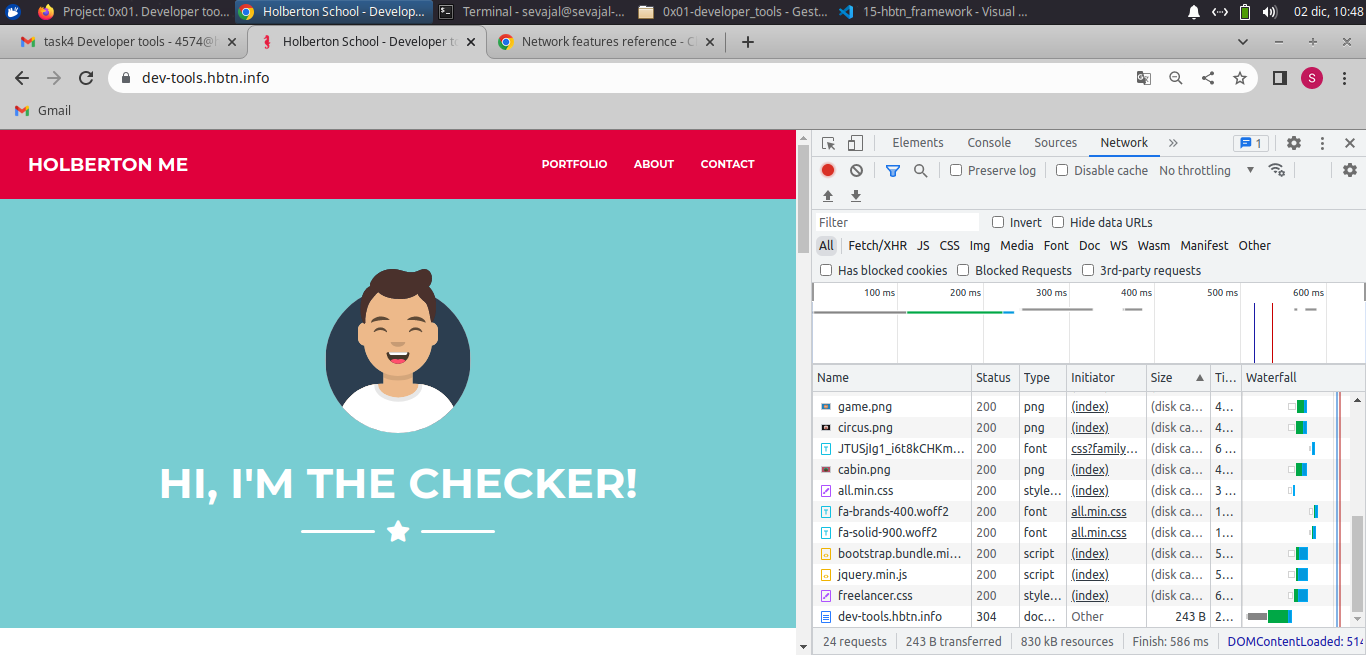 Project: 0x01. Developer too...
Holberton School - Develop...
Terminal - sevajal@sevajal-...
0x01-developer_tools - Gest...
15-hbtn_framework - Visual ...
02 dic, 10:48
task4 Developer tools - 4574@h
Holberton School - Developer to
Network features reference - C
dev-tools.hbtn.info
S
Gmail
HOLBERTON ME
PORTFOLIO
ABOUT
CONTACT
HI, I'M THE CHECKER!
Elements
Console
Sources
Network
1
Preserve log
Disable cache
No throttling
Filter
Invert
Hide data URLs
All
Fetch/XHR
JS
CSS
Img
Media
Font
Doc
WS
Wasm
Manifest
Other
Has blocked cookies
Blocked Requests
3rd-party requests
100 ms
200 ms
300 ms
400 ms
500 ms
600 ms
Name Status Type Initiator Size Ti... Waterfall
game.png 200 png (index) (disk ca... 4...
circus.png 200 png (index) (disk ca... 4...
JTUSjIg1_i6t8kCHKm... 200 font css?family... (disk ca... 6 ...
cabin.png 200 png (index) (disk ca... 4...
all.min.css 200 style... (index) (disk ca... 3 ...
fa-brands-400.woff2 200 font all.min.css (disk ca... 1...
fa-solid-900.woff2 200 font all.min.css (disk ca... 1...
bootstrap.bundle.mi... 200 script (index) (disk ca... 5...
jquery.min.js 200 script (index) (disk ca... 5...
freelancer.css 200 style... (index) (disk ca... 6...
dev-tools.hbtn.info 304 doc... Other 243 B 2...
24 requests
243 B transferred
830 kB resources
Finish: 586 ms
DOMContentLoaded: 514